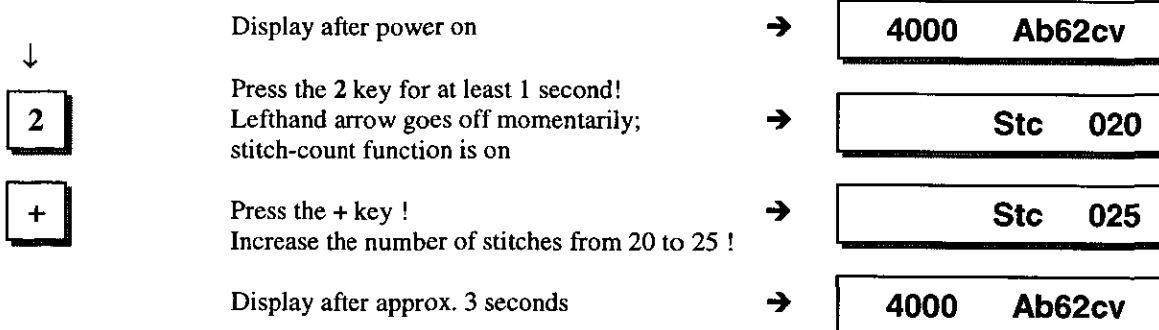 Display after power on → 4000 Ab62cv
↓
Press the 2 key for at least 1 second!
2 Lefthand arrow goes off momentarily; → Stc 020
stitch-count function is on
+ Press the + key ! → Stc 025
Increase the number of stitches from 20 to 25 !
Display after approx. 3 seconds → 4000 Ab62cv